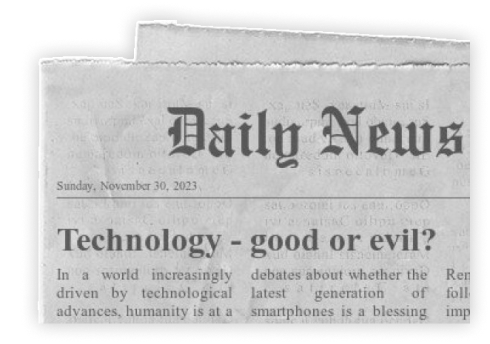 Daily News
Sunday, November 30, 2023
Technology - good or evil?
In a world increasingly
driven by technological
advances, humanity is at a
debates about whether the
latest generation of
smartphones is a blessing